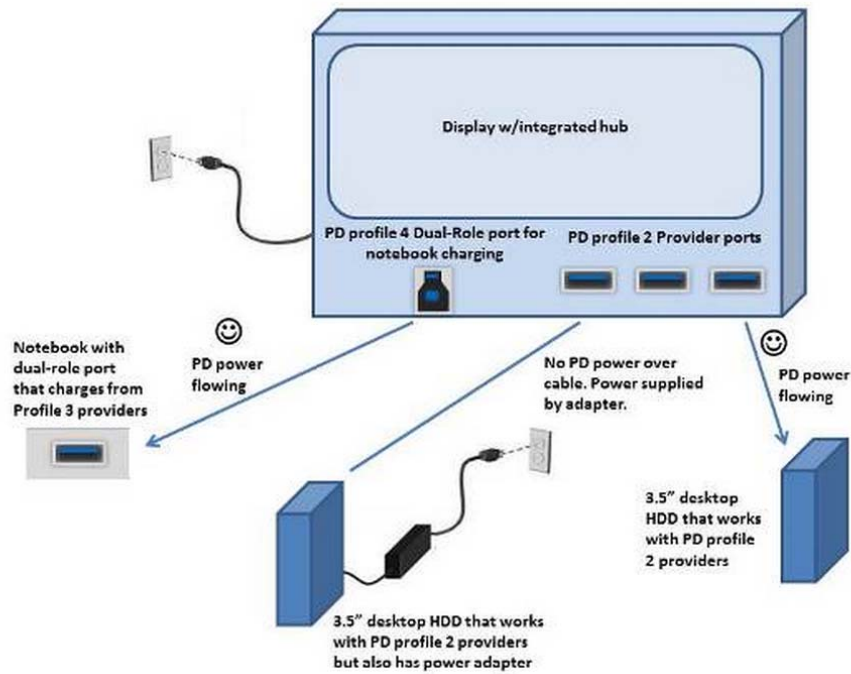 Display w/integrated hub
PD profile 4 Dual-Role port for
notebook charging
PD profile 2 Provider ports
Notebook with
dual-role port
that charges from
Profile 3 providers
PD power
flowing
No PD power over
cable. Power supplied
by adapter.
PD power
flowing
3.5” desktop
HDD that works
with PD profile
2 providers
3.5” desktop HDD that works
with PD profile 2 providers
but also has power adapter